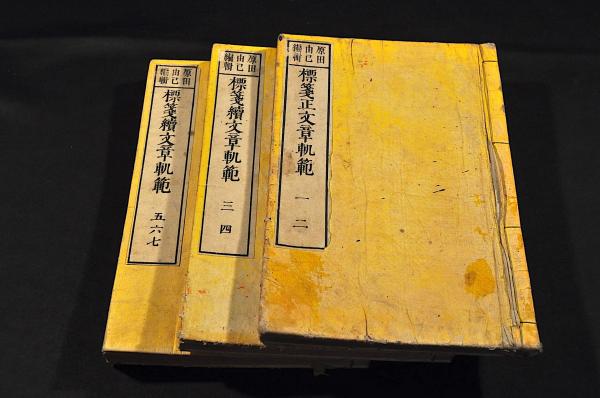 原田
由己
編輯
標箋正文章軌範
一二
原田
由己
編輯
標箋續文章軌範
三四
原田
由己
編輯
標箋續文章軌範
五六七